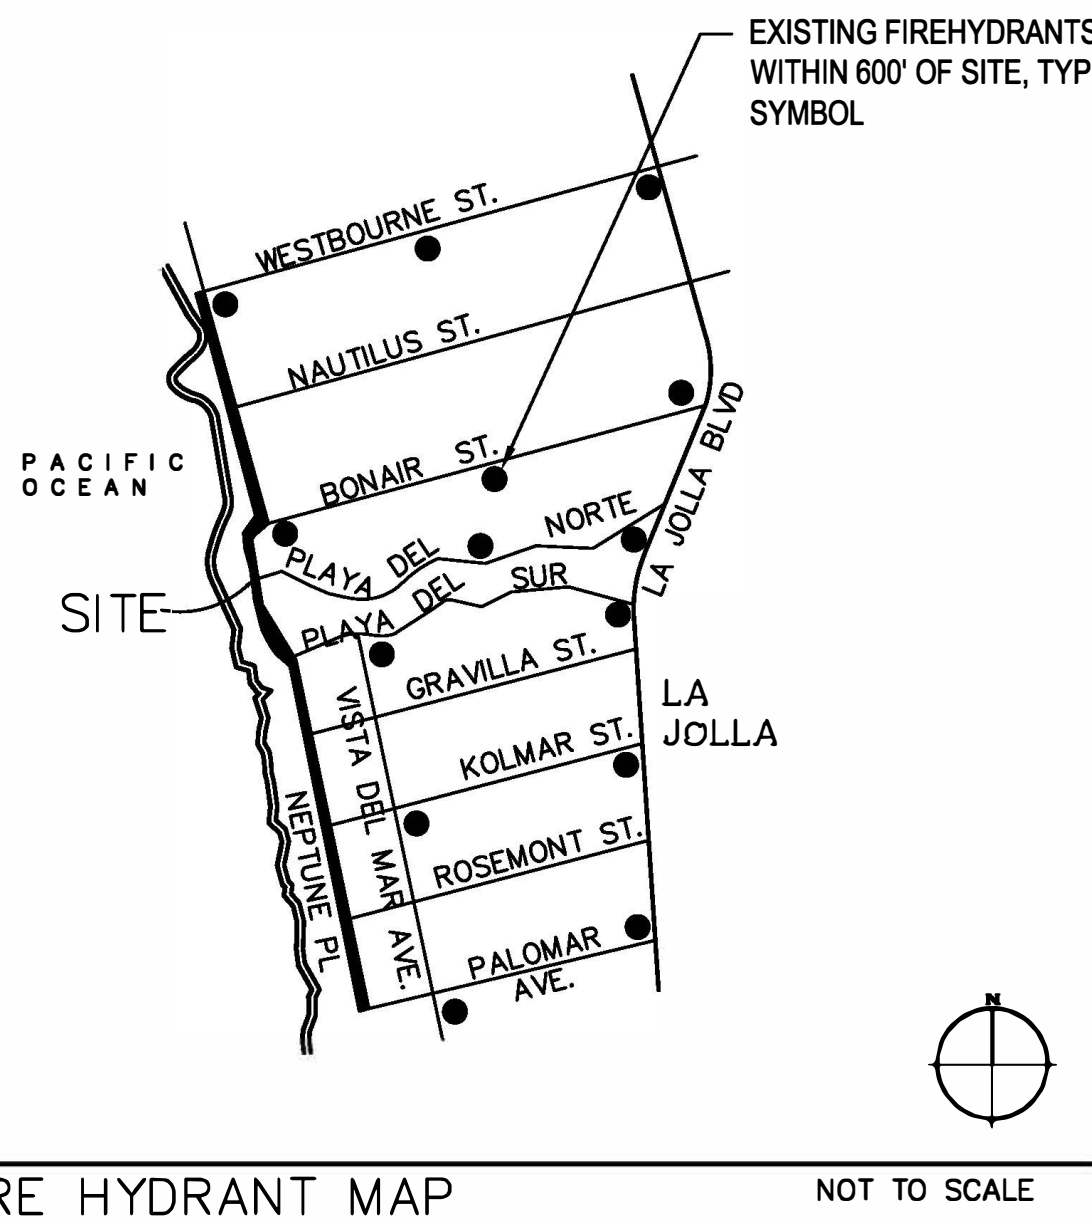 EXISTING FIREHYDRANTS
WITHIN 600' OF SITE, TYP
SYMBOL
WESTBOURNE ST.
NAUTILUS ST.
BONAIR ST.
PACIFIC
OCEAN
PLAYA DEL NORTE
LA JOLLA BLVD
SITE
PLAYA DEL SUR
GRAVILLA ST.
LA
JOLLA
VISTA DEL MAR AVE.
KOLMAR ST.
NEPTUNE PL
ROSEMONT ST.
PALOMAR
AVE.
N
RE HYDRANT MAP
NOT TO SCALE